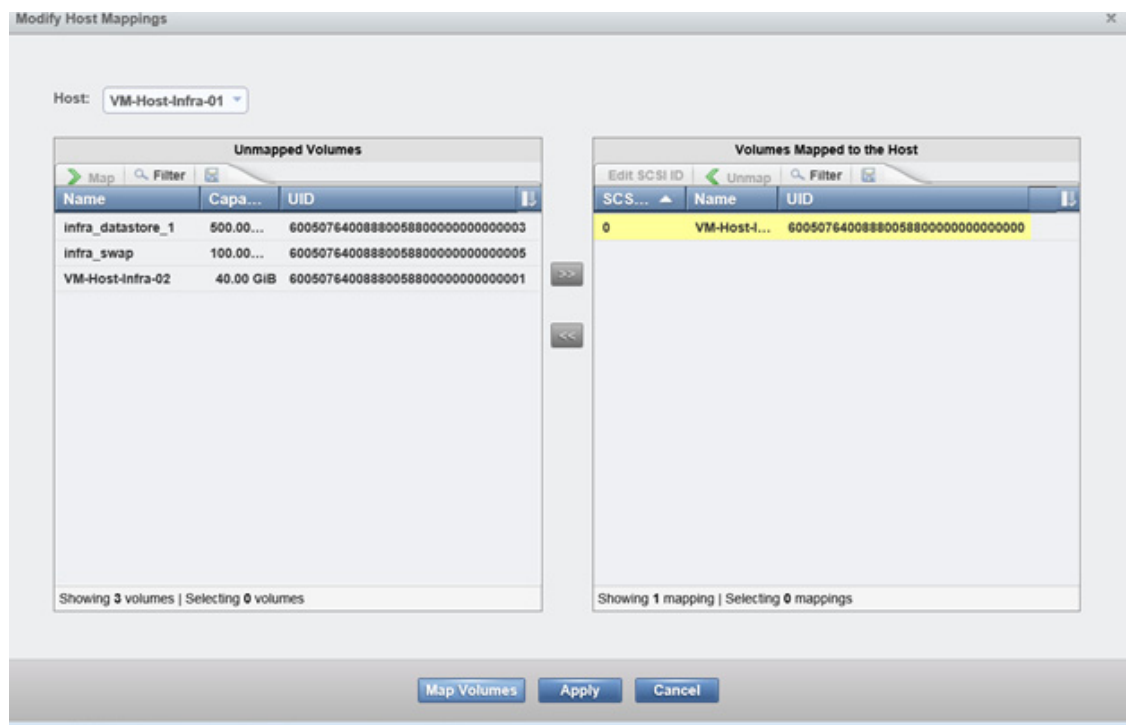 Modify Host Mappings
Host: VM-Host-Infra-01
Unmapped Volumes
Map Filter
Name Capa... UID
infra_datastore_1 500.00... 60050764008880058800000000000003
infra_swap 100.00... 60050764008880058800000000000005
VM-Host-Infra-02 40.00 GiB 60050764008880058800000000000001
Showing 3 volumes | Selecting 0 volumes
>>
<<
Volumes Mapped to the Host
Edit SCSI ID Unmap Filter
SCS... Name UID
0 VM-Host-I... 60050764008880058800000000000000
Showing 1 mapping | Selecting 0 mappings
Map Volumes Apply Cancel